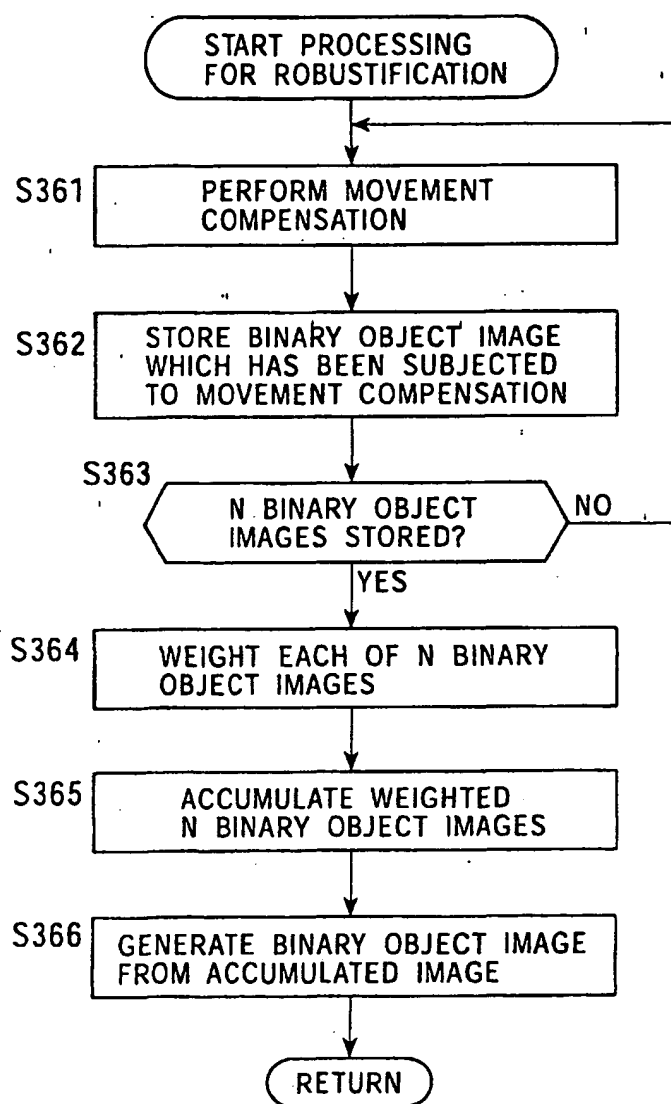 START PROCESSING
FOR ROBUSTIFICATION
S361
PERFORM MOVEMENT
COMPENSATION
S362
STORE BINARY OBJECT IMAGE
WHICH HAS BEEN SUBJECTED
TO MOVEMENT COMPENSATION
S363
N BINARY OBJECT
IMAGES STORED?
NO
YES
S364
WEIGHT EACH OF N BINARY
OBJECT IMAGES
S365
ACCUMULATE WEIGHTED
N BINARY OBJECT IMAGES
S366
GENERATE BINARY OBJECT IMAGE
FROM ACCUMULATED IMAGE
RETURN